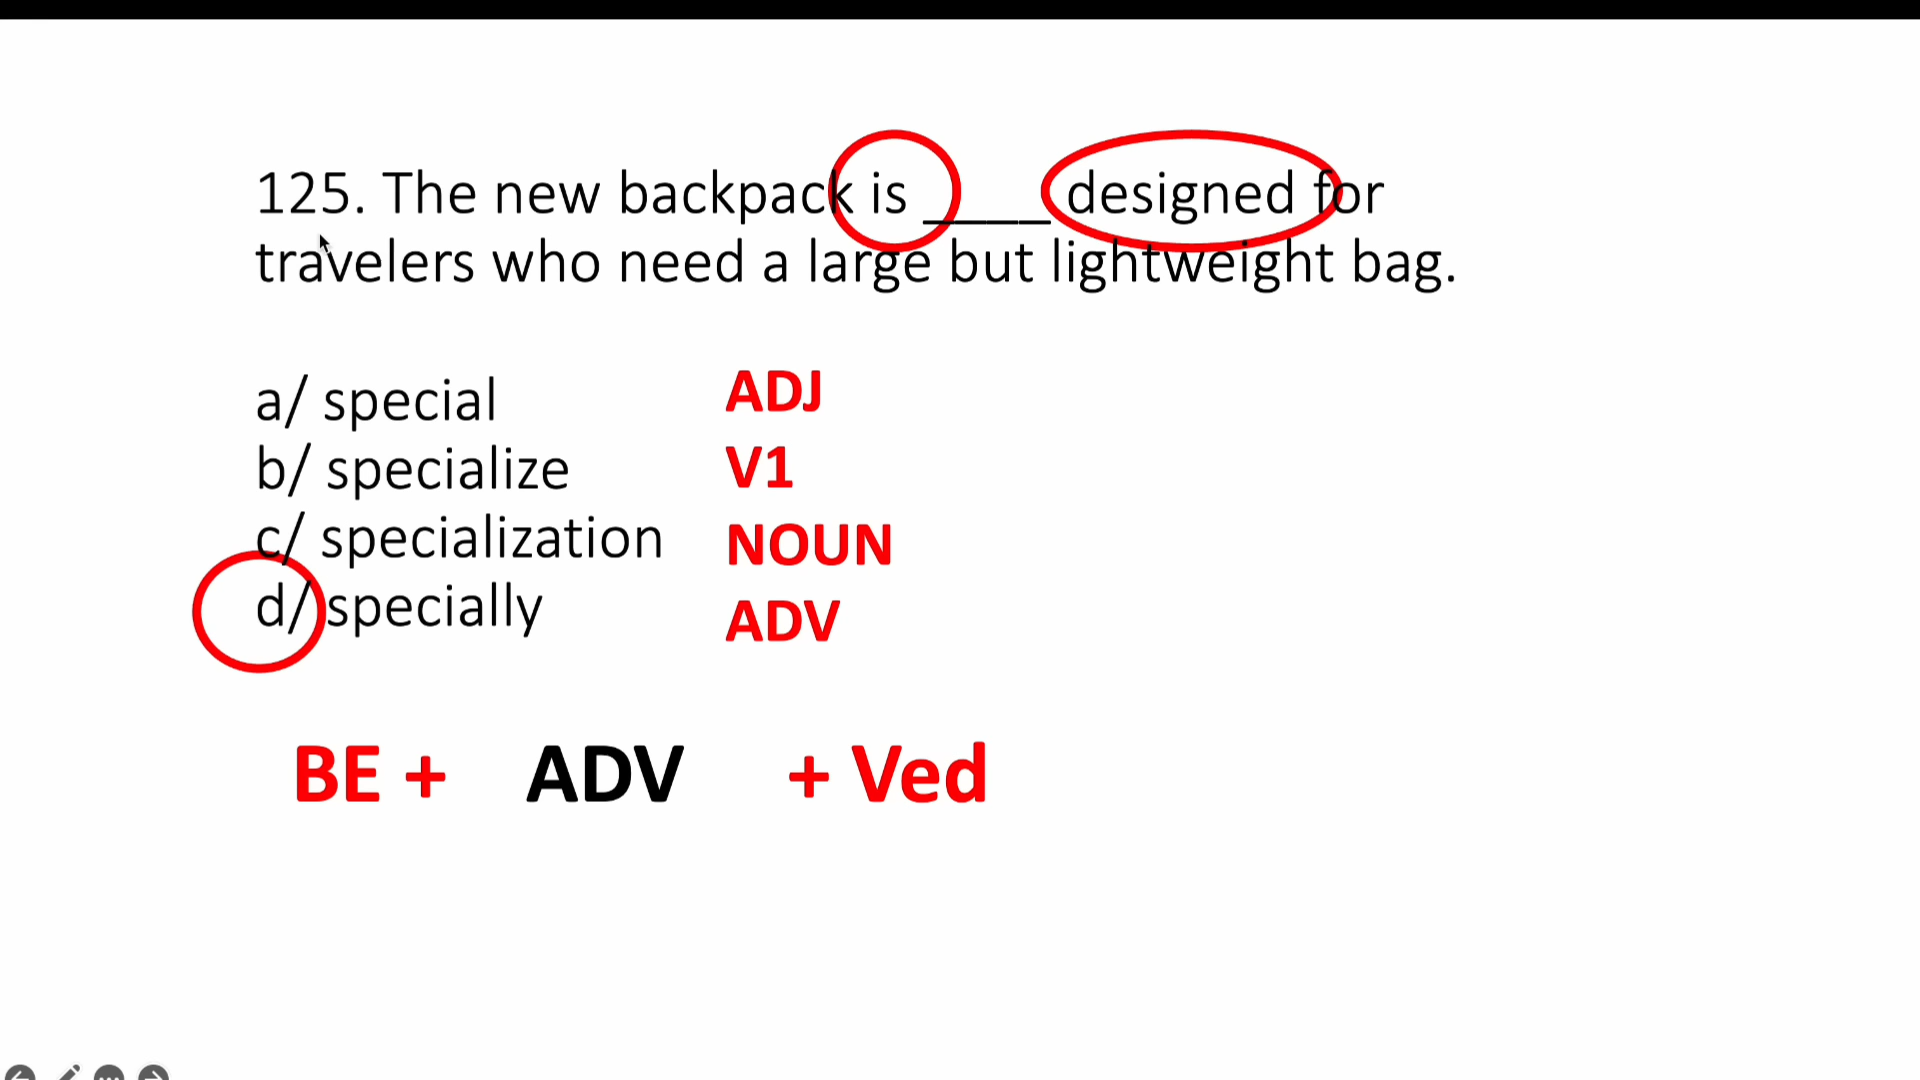 125. The new backpack is ____ designed for
travelers who need a large but lightweight bag.
a/ special ADJ
b/ specialize V1
c/ specialization NOUN
d/ specially ADV
BE + ADV + Ved